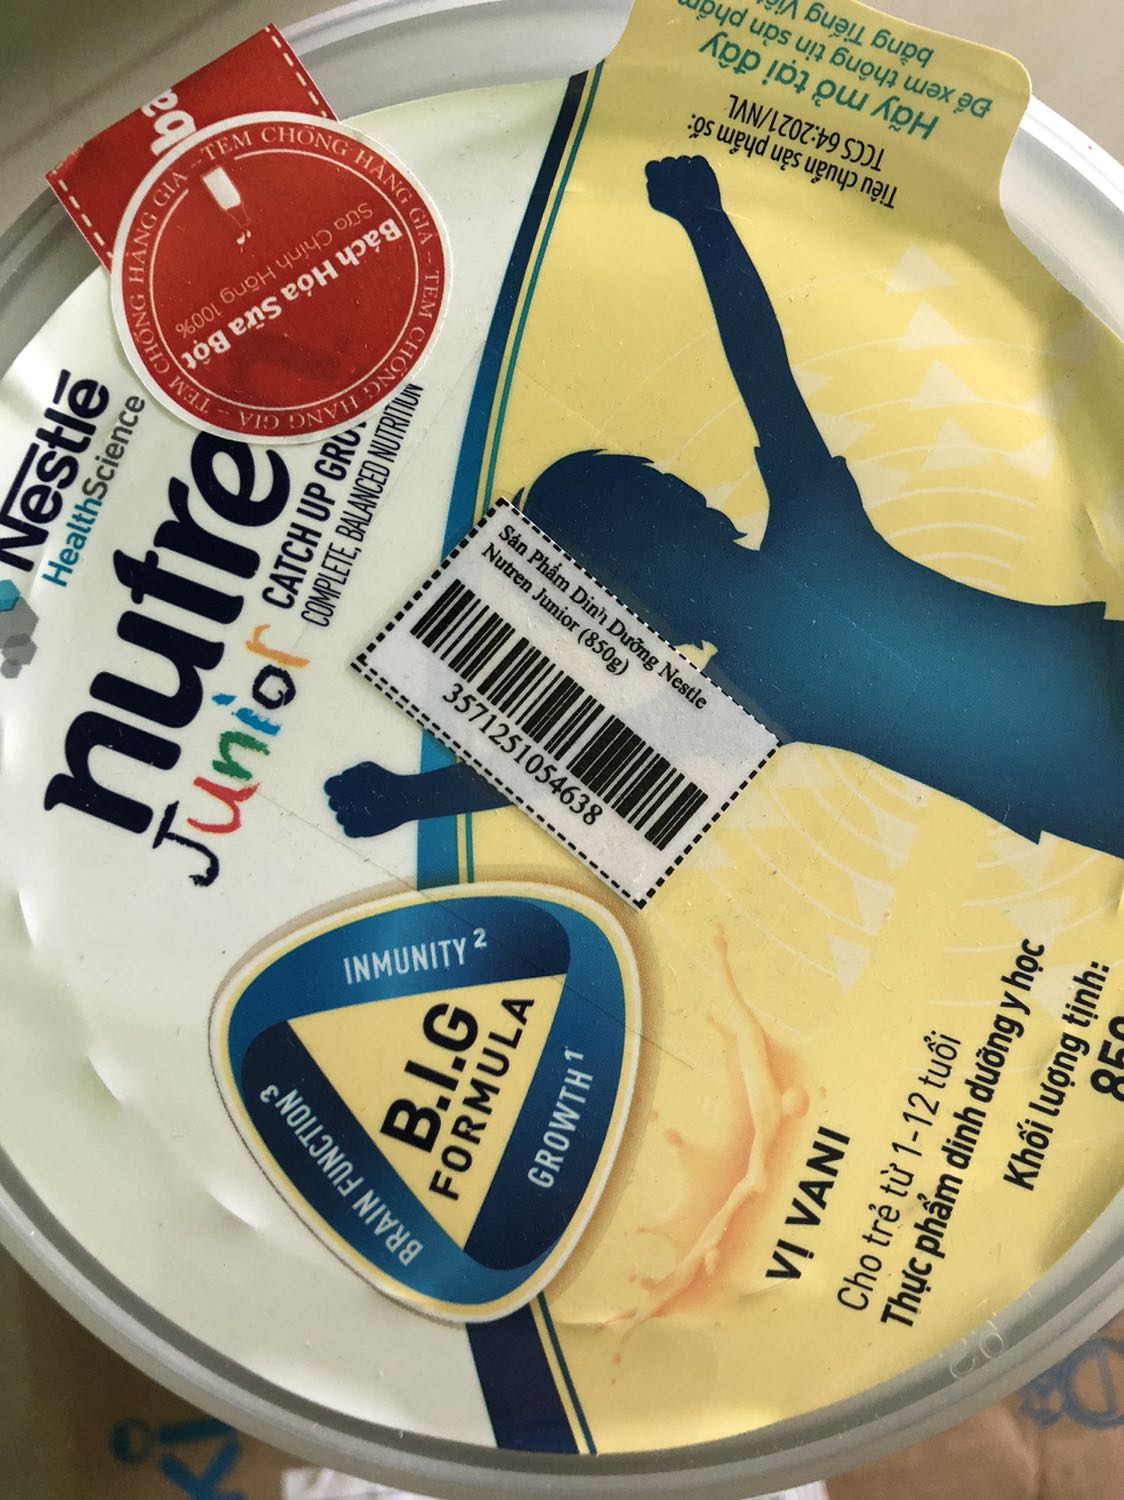 Nestlē
HealthScience
nutre
Junior
CATCH UP
COMPLETE, BALANCED NUTRITION
TEM CHỐNG HÀNG GIẢ - TEM CHỐNG HÀNG GIẢ - TEM CHỐNG HÀNG GIẢ
Bách Hóa Sữa Bột
Sữa Chính Hãng 100%
Hãy mở tại đây
Để xem thông tin sản phẩm
bằng Tiếng Việt
Tiêu chuẩn sản phẩm số:
TCCS 64:2021/NVL
Sản Phẩm Dinh Dưỡng Nestle
Nutren Junior (850g)
3571251054638
INMUNITY 2
GROWTH 1
BRAIN FUNCTION 3
B.I.G
FORMULA
VỊ VANI
Cho trẻ từ 1-12 tuổi
Thực phẩm dinh dưỡng y học
Khối lượng tịnh: